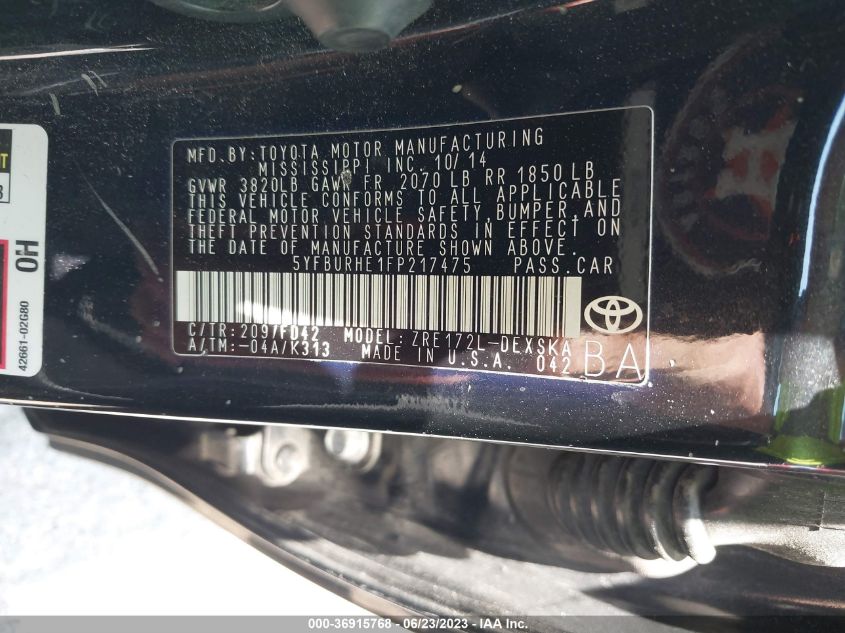 MFD.BY:TOYOTA MOTOR MANUFACTURING
MISSISSIPPI INC. 10/14
GVWR 3820LB GAWR FR 2070 LB RR 1850 LB
THIS VEHICLE CONFORMS TO ALL APPLICABLE
FEDERAL MOTOR VEHICLE SAFETY,BUMPER,AND
THEFT PREVENTION STANDARDS IN EFFECT ON
THE DATE OF MANUFACTURE SHOWN ABOVE.
5YFBURHE1FP217475 PASS.CAR
C/TR:209/FD42 MODEL:ZRE172L-DEXSKA
A/TM:-04A/K313 MADE IN U.S.A. 042
BA
OH
42661-02G80
000-36915768 - 06/23/2023 - IAA Inc.